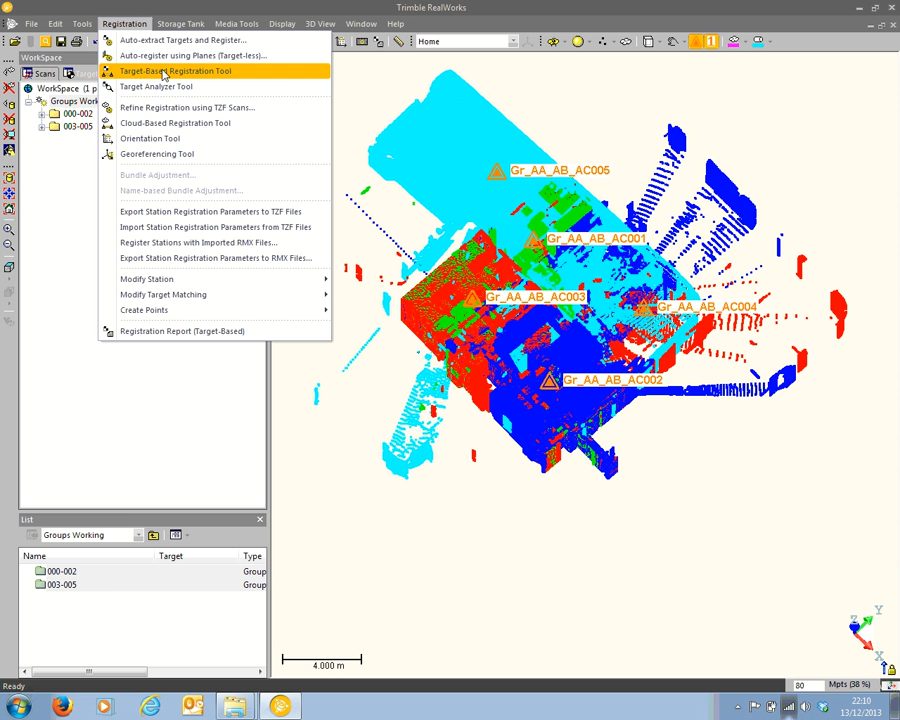 Trimble RealWorks
File Edit Tools Registration Storage Tank Media Tools Display 3D View Window Help
Home
1
WorkSpace
Scans
WorkSpace (1 p
Groups Work
000-002
003-005
Auto-extract Targets and Register...
Auto-register using Planes (Target-less)...
Target-Based Registration Tool
Target Analyzer Tool
Refine Registration using TZF Scans...
Cloud-Based Registration Tool
Orientation Tool
Georeferencing Tool
Bundle Adjustment...
Name-based Bundle Adjustment...
Export Station Registration Parameters to TZF Files
Import Station Registration Parameters from TZF Files
Register Stations with Imported RMX Files...
Export Station Registration Parameters to RMX Files...
Modify Station
Modify Target Matching
Create Points
Registration Report (Target-Based)
Gr_AA_AB_AC005
Gr_AA_AB_AC001
Gr_AA_AB_AC003
Gr_AA_AB_AC004
Gr_AA_AB_AC002
List
Groups Working
Name Target Type
000-002 Group
003-005 Group
4.000 m
Z Y
X
Ready
80 Mpts (38 %)
22:10
13/12/2013